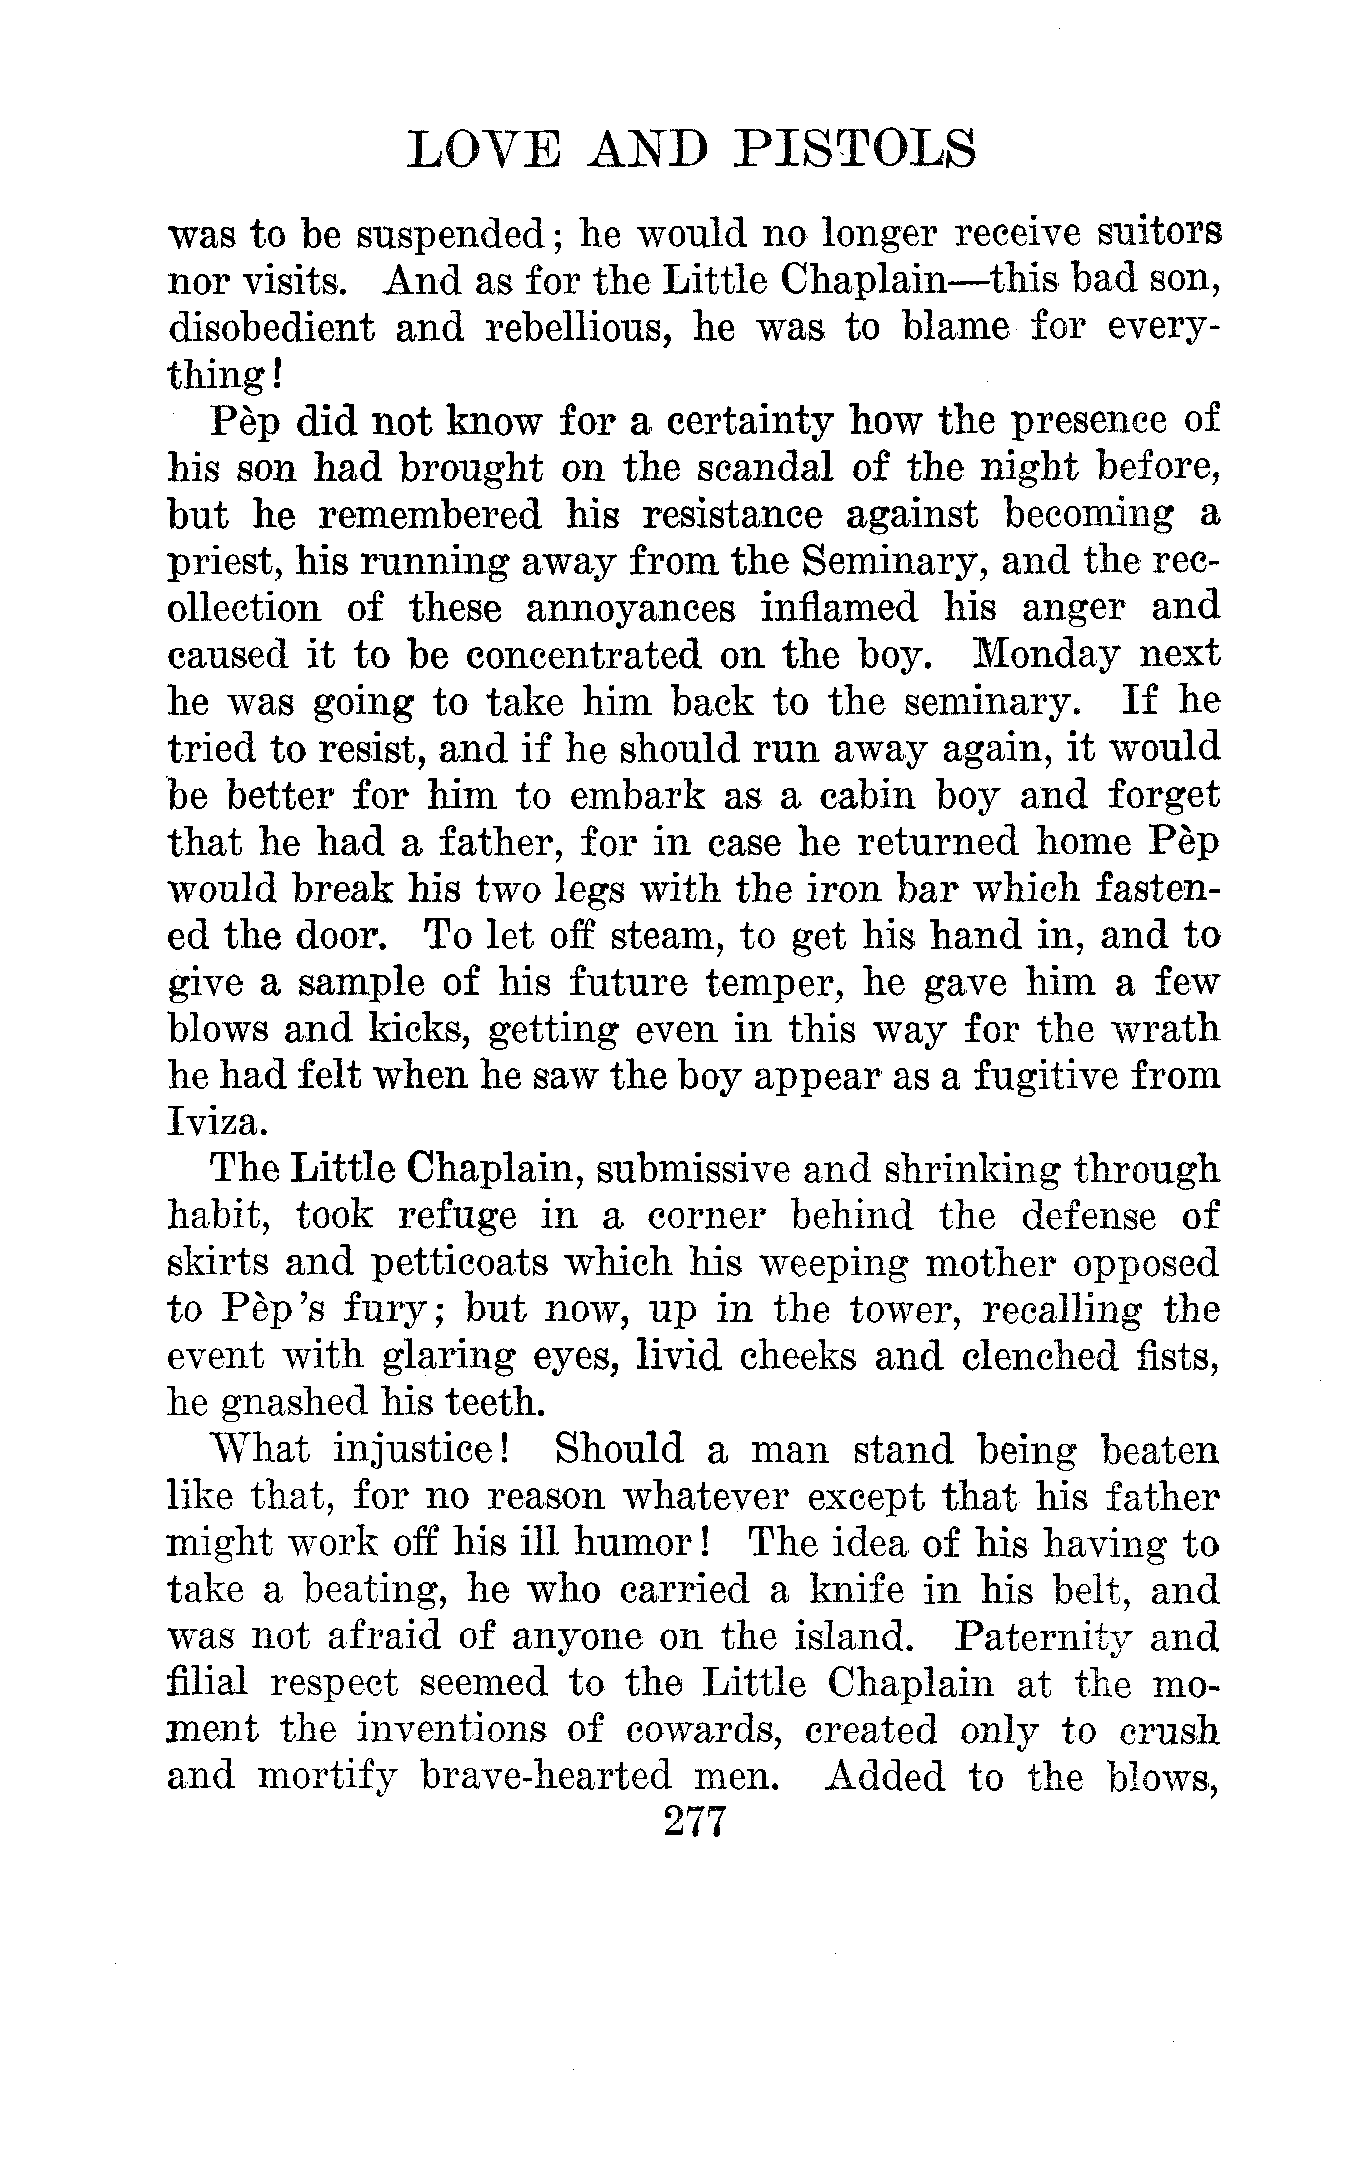 LOVE AND PISTOLS
was to be suspended; he would no longer receive suitors
nor visits. And as for the Little Chaplain—this bad son,
disobedient and rebellious, he was to blame for every-
thing!
Pèp did not know for a certainty how the presence of
his son had brought on the scandal of the night before,
but he remembered his resistance against becoming a
priest, his running away from the Seminary, and the rec-
ollection of these annoyances inflamed his anger and
caused it to be concentrated on the boy. Monday next
he was going to take him back to the seminary. If he
tried to resist, and if he should run away again, it would
be better for him to embark as a cabin boy and forget
that he had a father, for in case he returned home Pèp
would break his two legs with the iron bar which fasten-
ed the door. To let off steam, to get his hand in, and to
give a sample of his future temper, he gave him a few
blows and kicks, getting even in this way for the wrath
he had felt when he saw the boy appear as a fugitive from
Iviza.
The Little Chaplain, submissive and shrinking through
habit, took refuge in a corner behind the defense of
skirts and petticoats which his weeping mother opposed
to Pèp's fury; but now, up in the tower, recalling the
event with glaring eyes, livid cheeks and clenched fists,
he gnashed his teeth.
What injustice! Should a man stand being beaten
like that, for no reason whatever except that his father
might work off his ill humor! The idea of his having to
take a beating, he who carried a knife in his belt, and
was not afraid of anyone on the island. Paternity and
filial respect seemed to the Little Chaplain at the mo-
ment the inventions of cowards, created only to crush
and mortify brave-hearted men. Added to the blows,
277